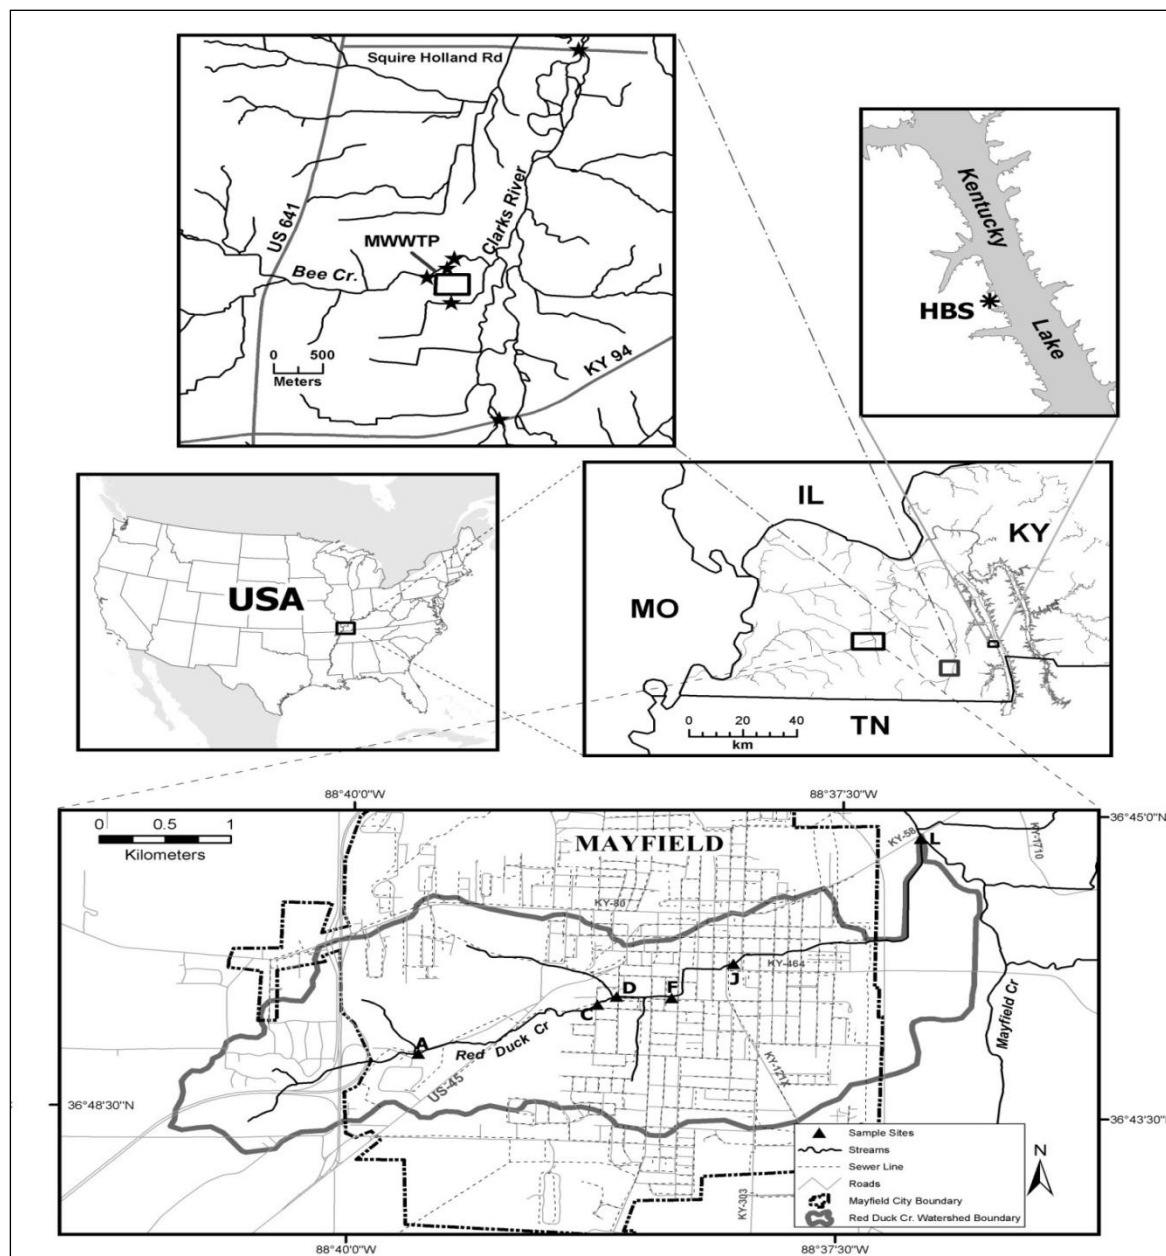 Squire Holland Rd
US 641
Clarks River
MWWTP
Bee Cr.
0 500
Meters
KY 94
Kentucky
Lake
HBS
USA
IL
KY
MO
TN
0 20 40
km
88°40'0"W
88°37'30"W
36°45'0"N
0 0.5 1
Kilometers
MAYFIELD
KY-58
L
KY-1710
KY-80
KY-464
J
D
F
C
A
Red Duck Cr
US-45
KY-121X
Mayfield Cr
36°48'30"N
36°43'30"N
KY-303
Sample Sites
Streams
Sewer Line
Roads
Mayfield City Boundary
Red Duck Cr. Watershed Boundary
N
88°40'0"W
88°37'30"W